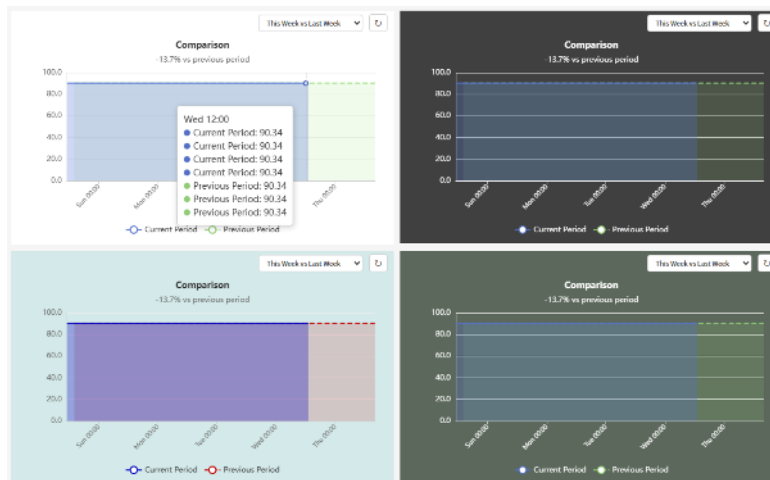 This Week vs Last Week
↻
Comparison
-13.7% vs previous period
100.0
80.0
60.0
40.0
20.0
0.0
Wed 12:00
Current Period: 90.34
Current Period: 90.34
Current Period: 90.34
Current Period: 90.34
Previous Period: 90.34
Previous Period: 90.34
Previous Period: 90.34
Sun 00:00
Mon 00:00
Thu 00:00
Current Period
Previous Period
This Week vs Last Week
↻
Comparison
-13.7% vs previous period
100.0
80.0
60.0
40.0
20.0
0.0
Sun 00:00
Mon 00:00
Tue 00:00
Wed 00:00
Thu 00:00
Current Period
Previous Period
This Week vs Last Week
↻
Comparison
-13.7% vs previous period
100.0
80.0
60.0
40.0
20.0
0.0
Sun 00:00
Mon 00:00
Tue 00:00
Wed 00:00
Thu 00:00
Current Period
Previous Period
This Week vs Last Week
↻
Comparison
-13.7% vs previous period
100.0
80.0
60.0
40.0
20.0
0.0
Sun 00:00
Mon 00:00
Tue 00:00
Wed 00:00
Thu 00:00
Current Period
Previous Period